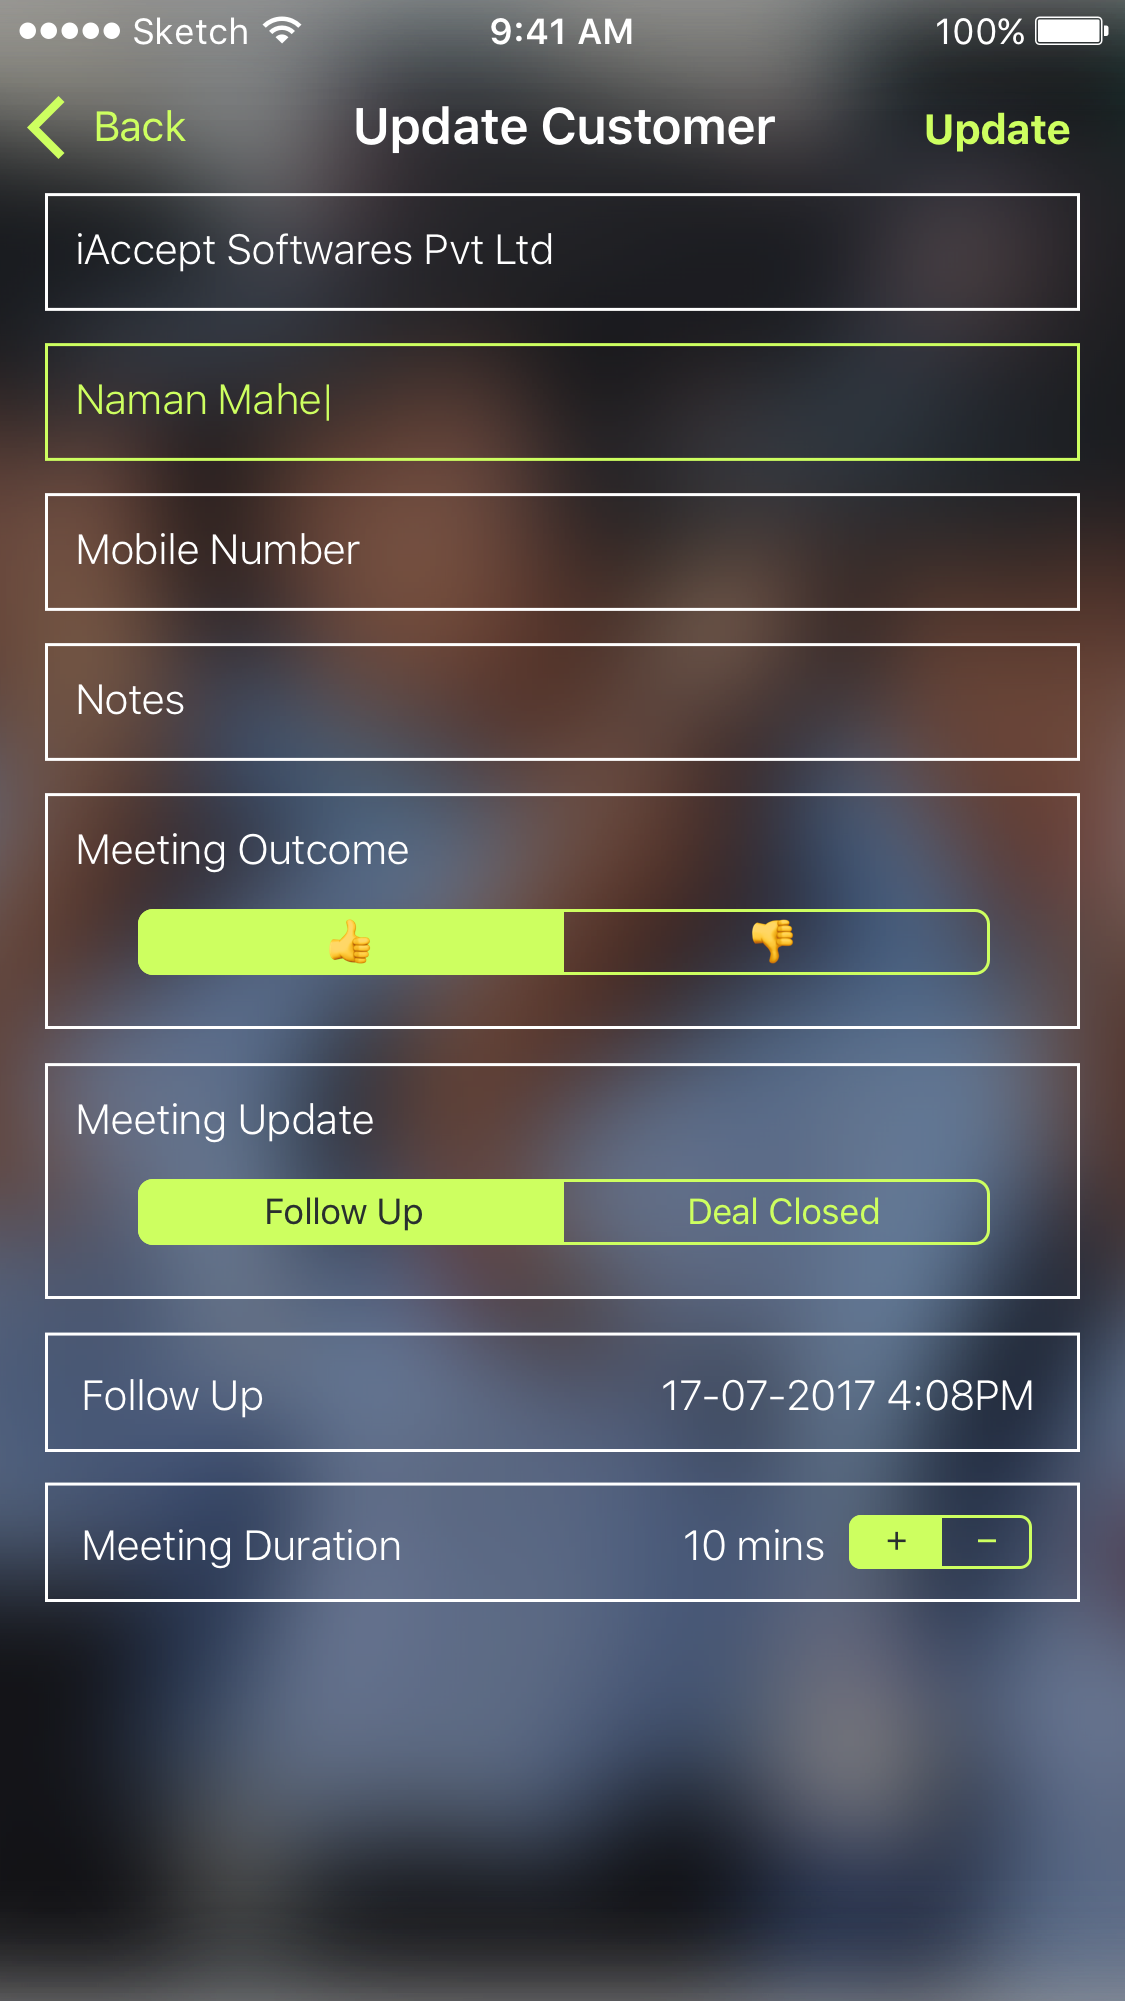 Sketch 9:41 AM 100%
Back Update Customer Update
iAccept Softwares Pvt Ltd
Naman Mahe
Mobile Number
Notes
Meeting Outcome
Meeting Update
Follow Up Deal Closed
Follow Up 17-07-2017 4:08PM
Meeting Duration 10 mins + −